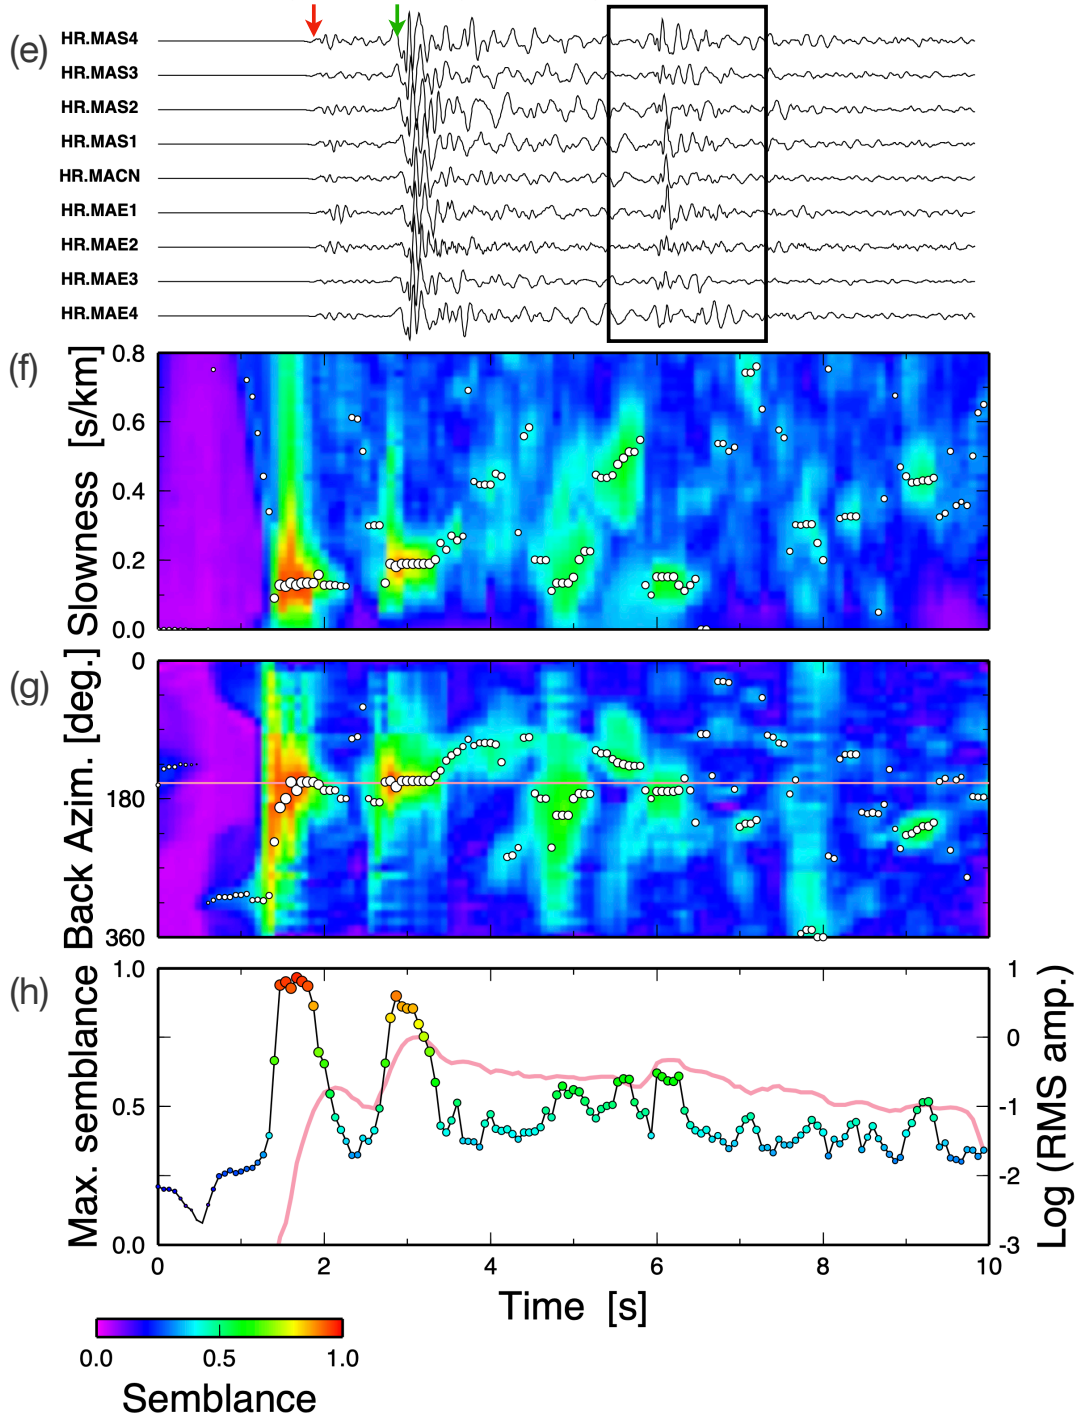 (e)
HR.MAS4
HR.MAS3
HR.MAS2
HR.MAS1
HR.MACN
HR.MAE1
HR.MAE2
HR.MAE3
HR.MAE4
(f)
Slowness [s/km]
0.8
0.6
0.4
0.2
0.0
(g)
Back Azim. [deg.]
0
180
360
(h)
Max. semblance
1.0
0.5
0.0
1
0
-1
-2
-3
Log (RMS amp.)
0 2 4 6 8 10
Time [s]
0.0 0.5 1.0
Semblance